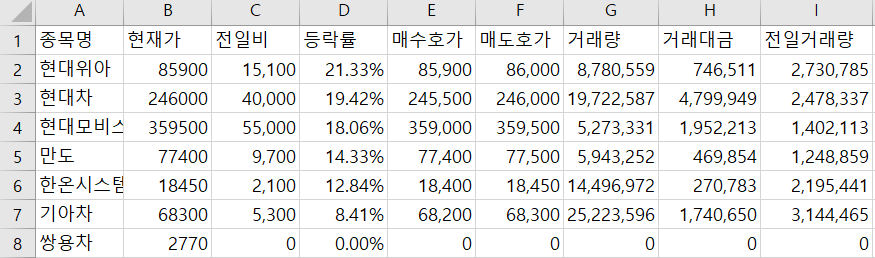 A B C D E F G H I
1 종목명 현재가 전일비 등락률 매수호가 매도호가 거래량 거래대금 전일거래량
2 현대위아 85900 15,100 21.33% 85,900 86,000 8,780,559 746,511 2,730,785
3 현대차 246000 40,000 19.42% 245,500 246,000 19,722,587 4,799,949 2,478,337
4 현대모비스 359500 55,000 18.06% 359,000 359,500 5,273,331 1,952,213 1,402,113
5 만도 77400 9,700 14.33% 77,400 77,500 5,943,252 469,854 1,248,859
6 한온시스템 18450 2,100 12.84% 18,400 18,450 14,496,972 270,783 2,195,441
7 기아차 68300 5,300 8.41% 68,200 68,300 25,223,596 1,740,650 3,144,465
8 쌍용차 2770 0 0.00% 0 0 0 0 0